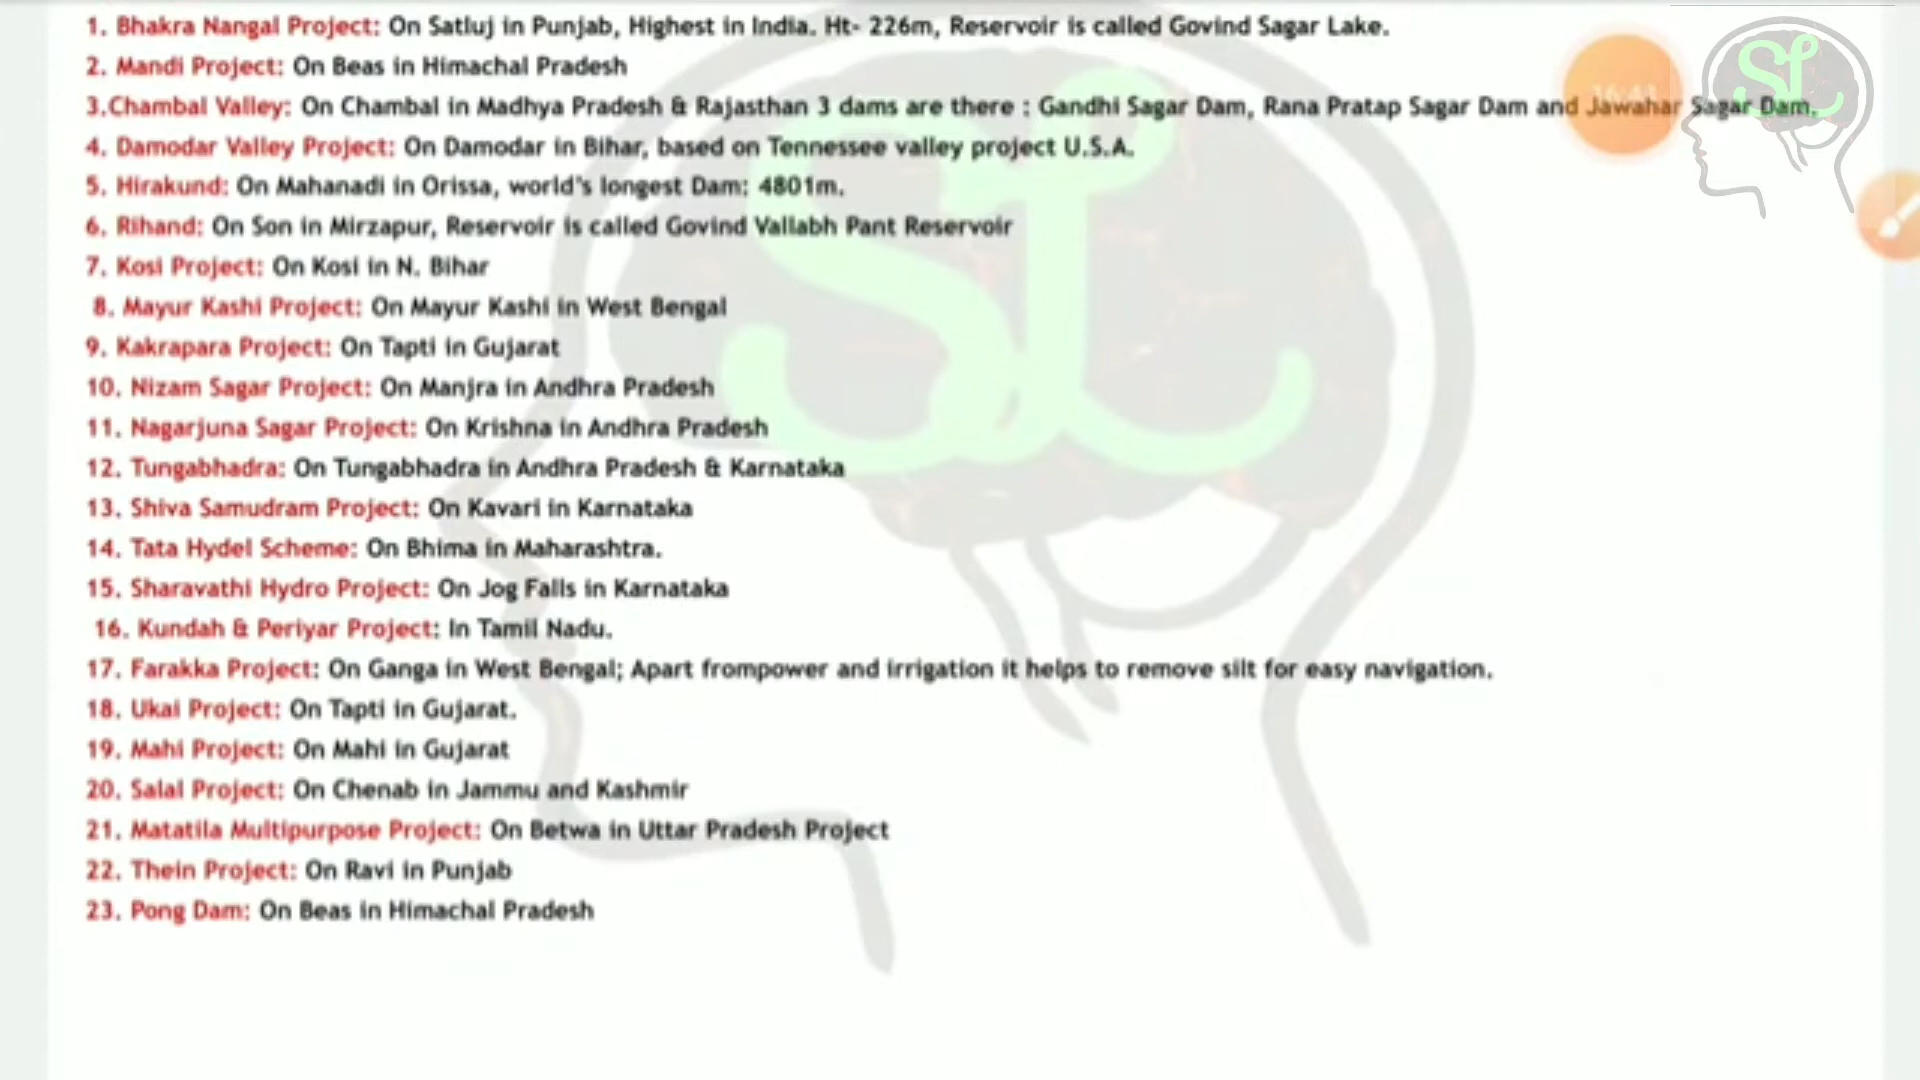 1. Bhakra Nangal Project: On Satluj in Punjab, Highest in India. Ht- 226m, Reservoir is called Govind Sagar Lake.
2. Mandi Project: On Beas in Himachal Pradesh
3.Chambal Valley: On Chambal in Madhya Pradesh & Rajasthan 3 dams are there : Gandhi Sagar Dam, Rana Pratap Sagar Dam and Jawahar Sagar Dam.
4. Damodar Valley Project: On Damodar in Bihar, based on Tennessee valley project U.S.A.
5. Hirakund: On Mahanadi in Orissa, world's longest Dam: 4801m.
6. Rihand: On Son in Mirzapur, Reservoir is called Govind Vallabh Pant Reservoir
7. Kosi Project: On Kosi in N. Bihar
8. Mayur Kashi Project: On Mayur Kashi in West Bengal
9. Kakrapara Project: On Tapti in Gujarat
10. Nizam Sagar Project: On Manjra in Andhra Pradesh
11. Nagarjuna Sagar Project: On Krishna in Andhra Pradesh
12. Tungabhadra: On Tungabhadra in Andhra Pradesh & Karnataka
13. Shiva Samudram Project: On Kavari in Karnataka
14. Tata Hydel Scheme: On Bhima in Maharashtra.
15. Sharavathi Hydro Project: On Jog Falls in Karnataka
16. Kundah & Periyar Project: In Tamil Nadu.
17. Farakka Project: On Ganga in West Bengal; Apart frompower and irrigation it helps to remove silt for easy navigation.
18. Ukai Project: On Tapti in Gujarat.
19. Mahi Project: On Mahi in Gujarat
20. Salal Project: On Chenab in Jammu and Kashmir
21. Matatila Multipurpose Project: On Betwa in Uttar Pradesh Project
22. Thein Project: On Ravi in Punjab
23. Pong Dam: On Beas in Himachal Pradesh
SL
SL